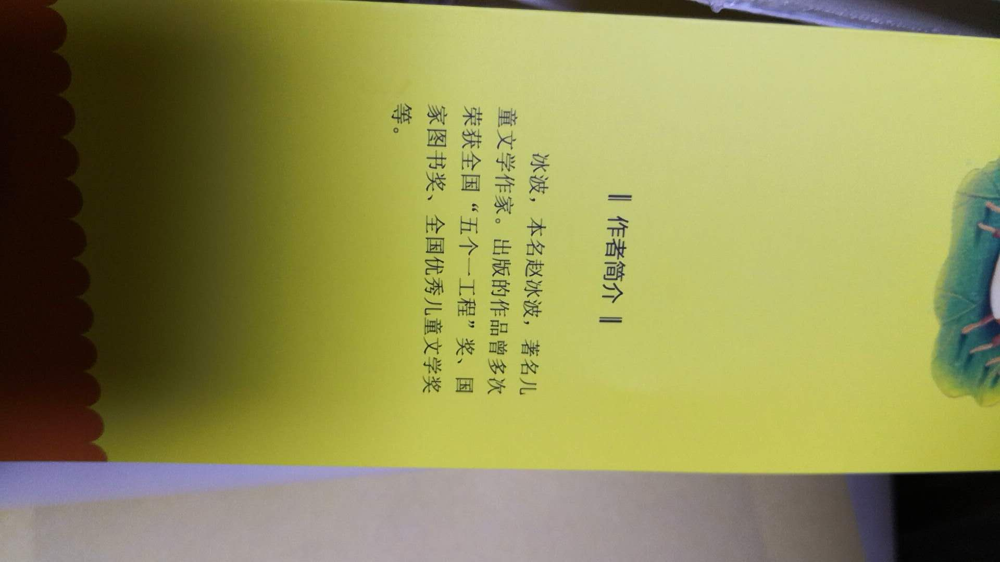 ‖ 作者简介 ‖
冰波，本名赵冰波，著名儿
童文学作家。出版的作品曾多次
荣获全国“五个一工程”奖、国
家图书奖、全国优秀儿童文学奖
等。